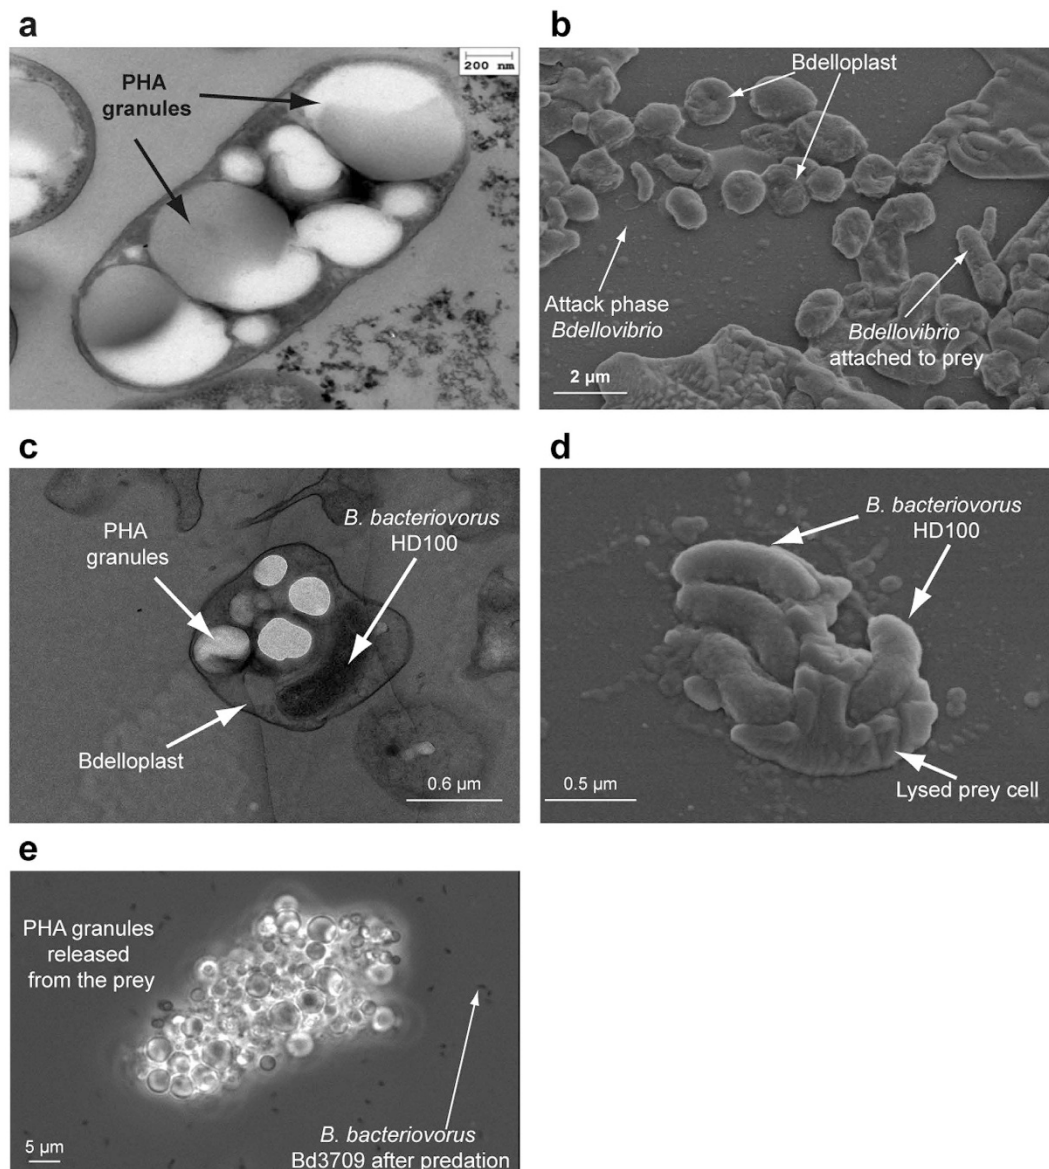 a
PHA
granules
200 nm
b
Bdelloplast
Attack phase
Bdellovibrio
Bdellovibrio
attached to prey
2 µm
c
PHA
granules
B. bacteriovorus
HD100
Bdelloplast
0.6 µm
d
B. bacteriovorus
HD100
Lysed prey cell
0.5 µm
e
PHA granules
released
from the prey
5 µm
B. bacteriovorus
Bd3709 after predation